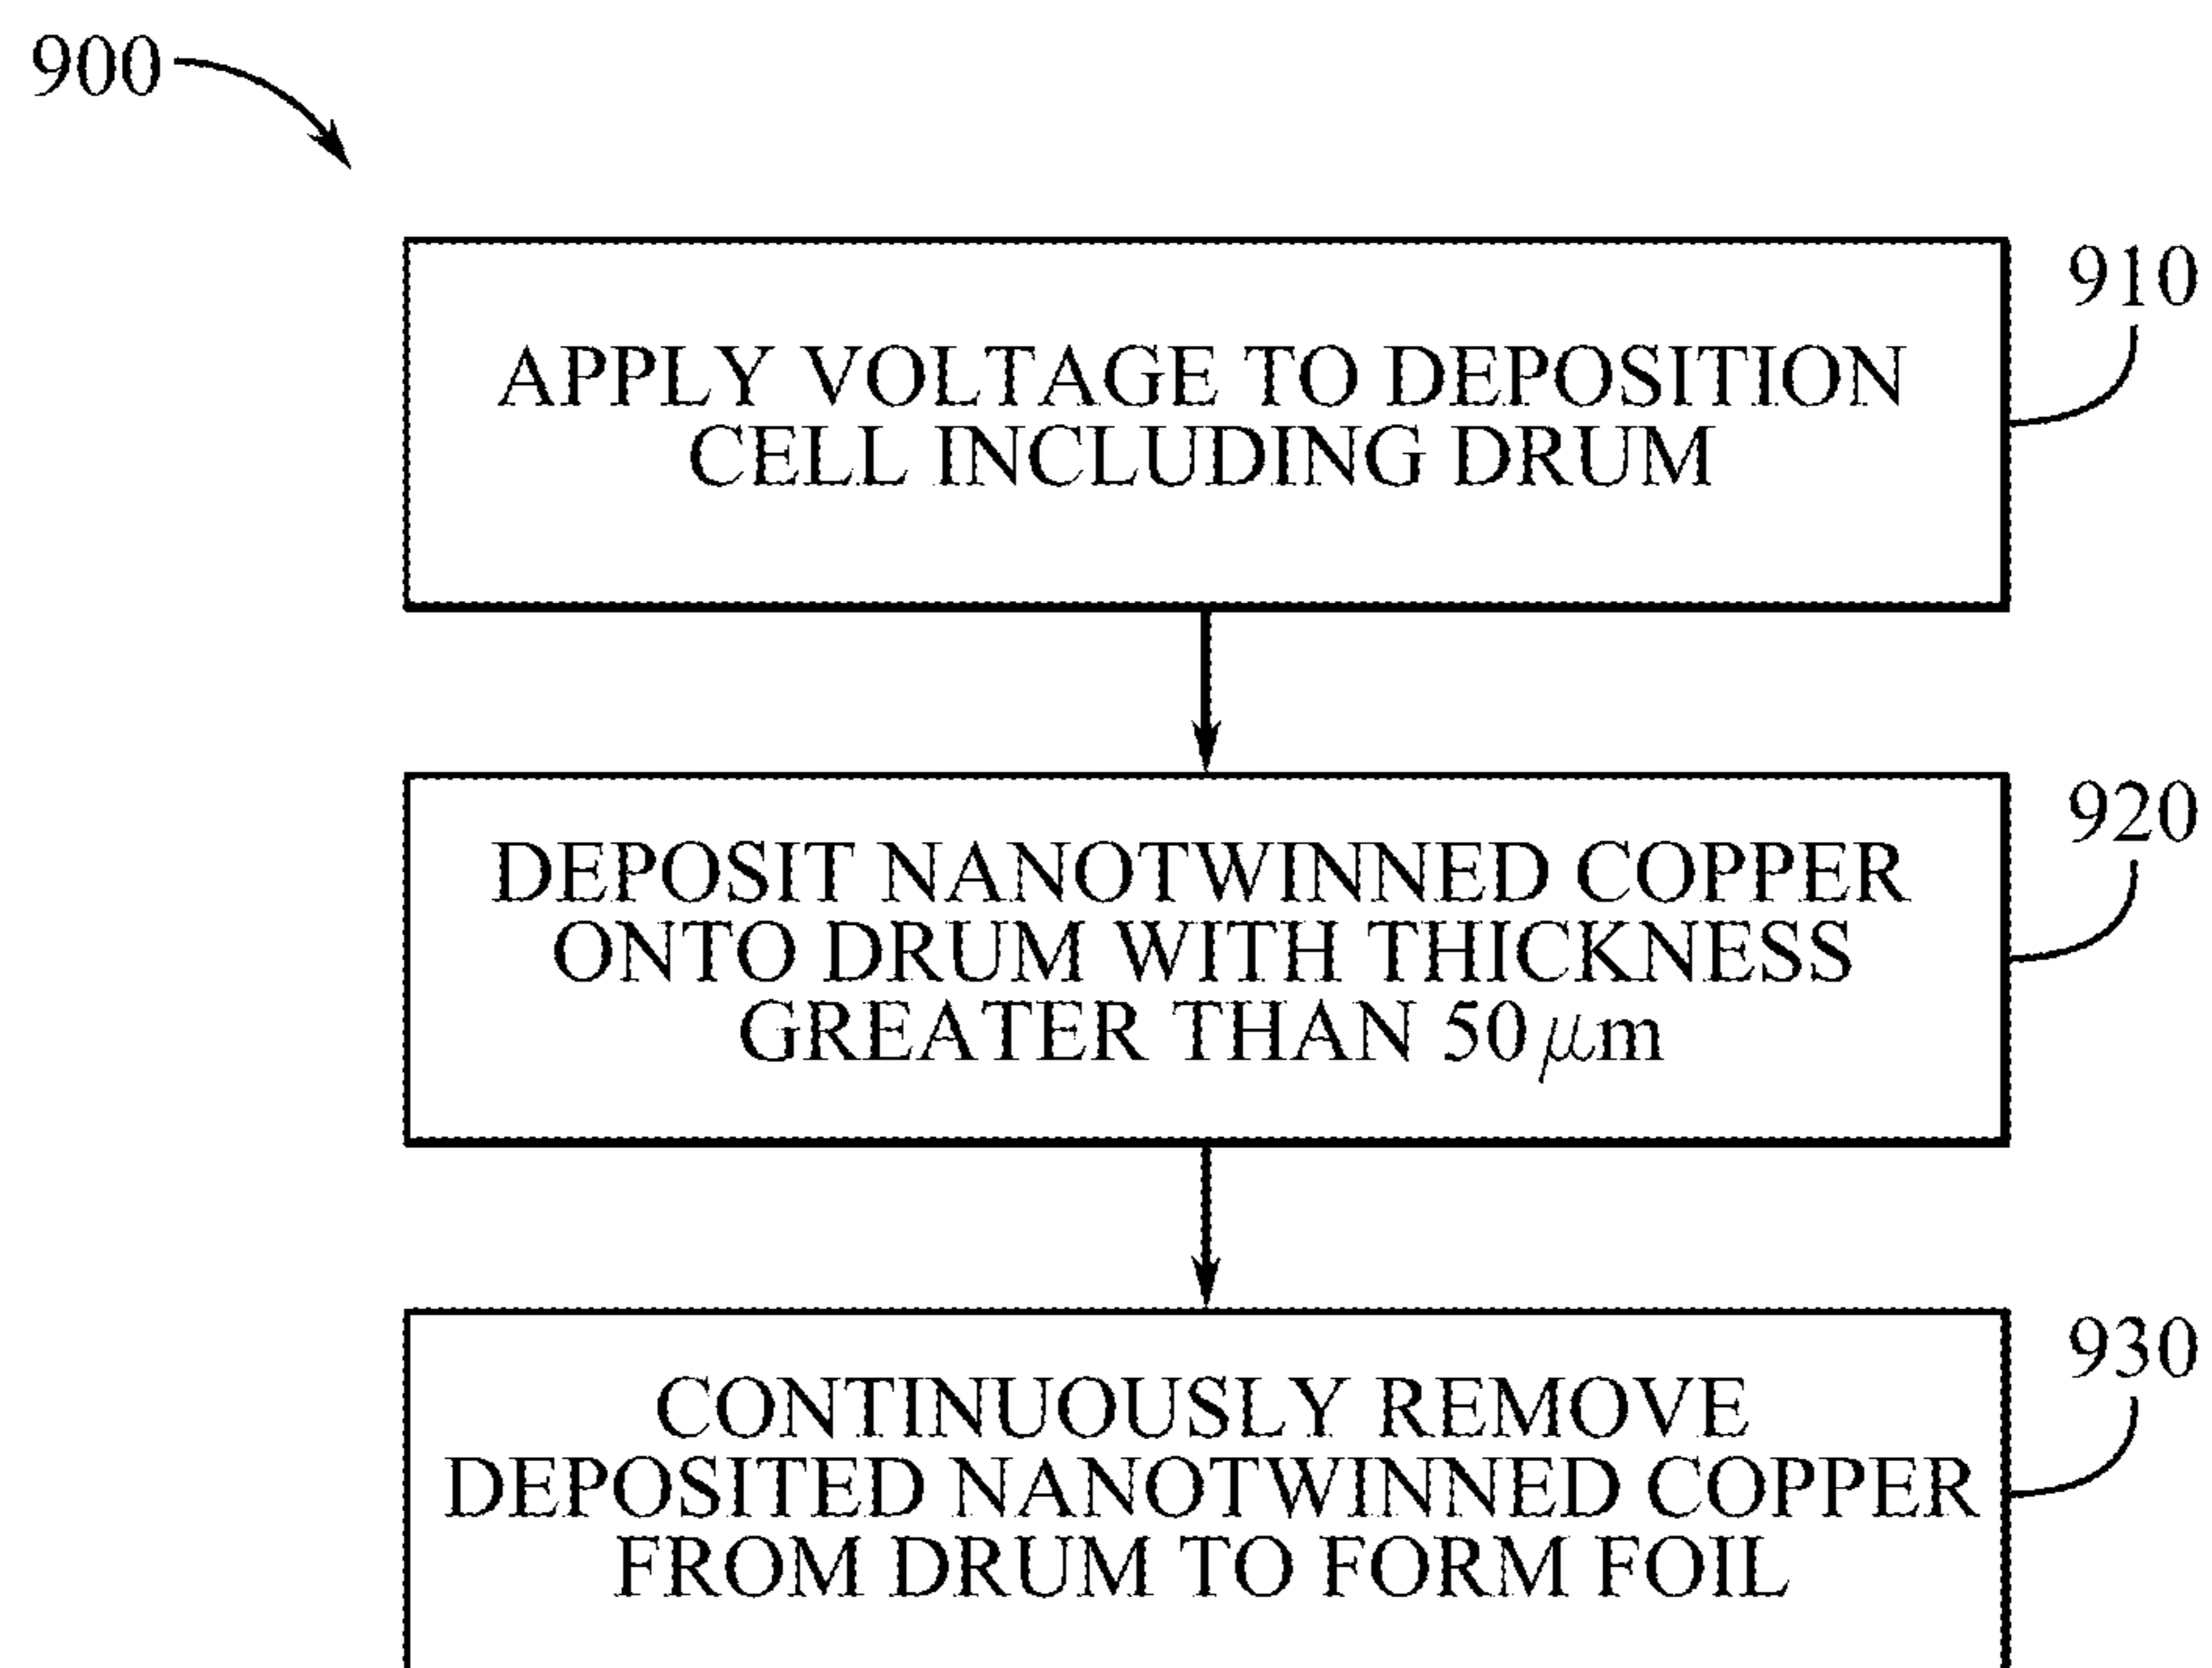 900
910
APPLY VOLTAGE TO DEPOSITION
CELL INCLUDING DRUM
920
DEPOSIT NANOTWINNED COPPER
ONTO DRUM WITH THICKNESS
GREATER THAN 50 μm
930
CONTINUOUSLY REMOVE
DEPOSITED NANOTWINNED COPPER
FROM DRUM TO FORM FOIL